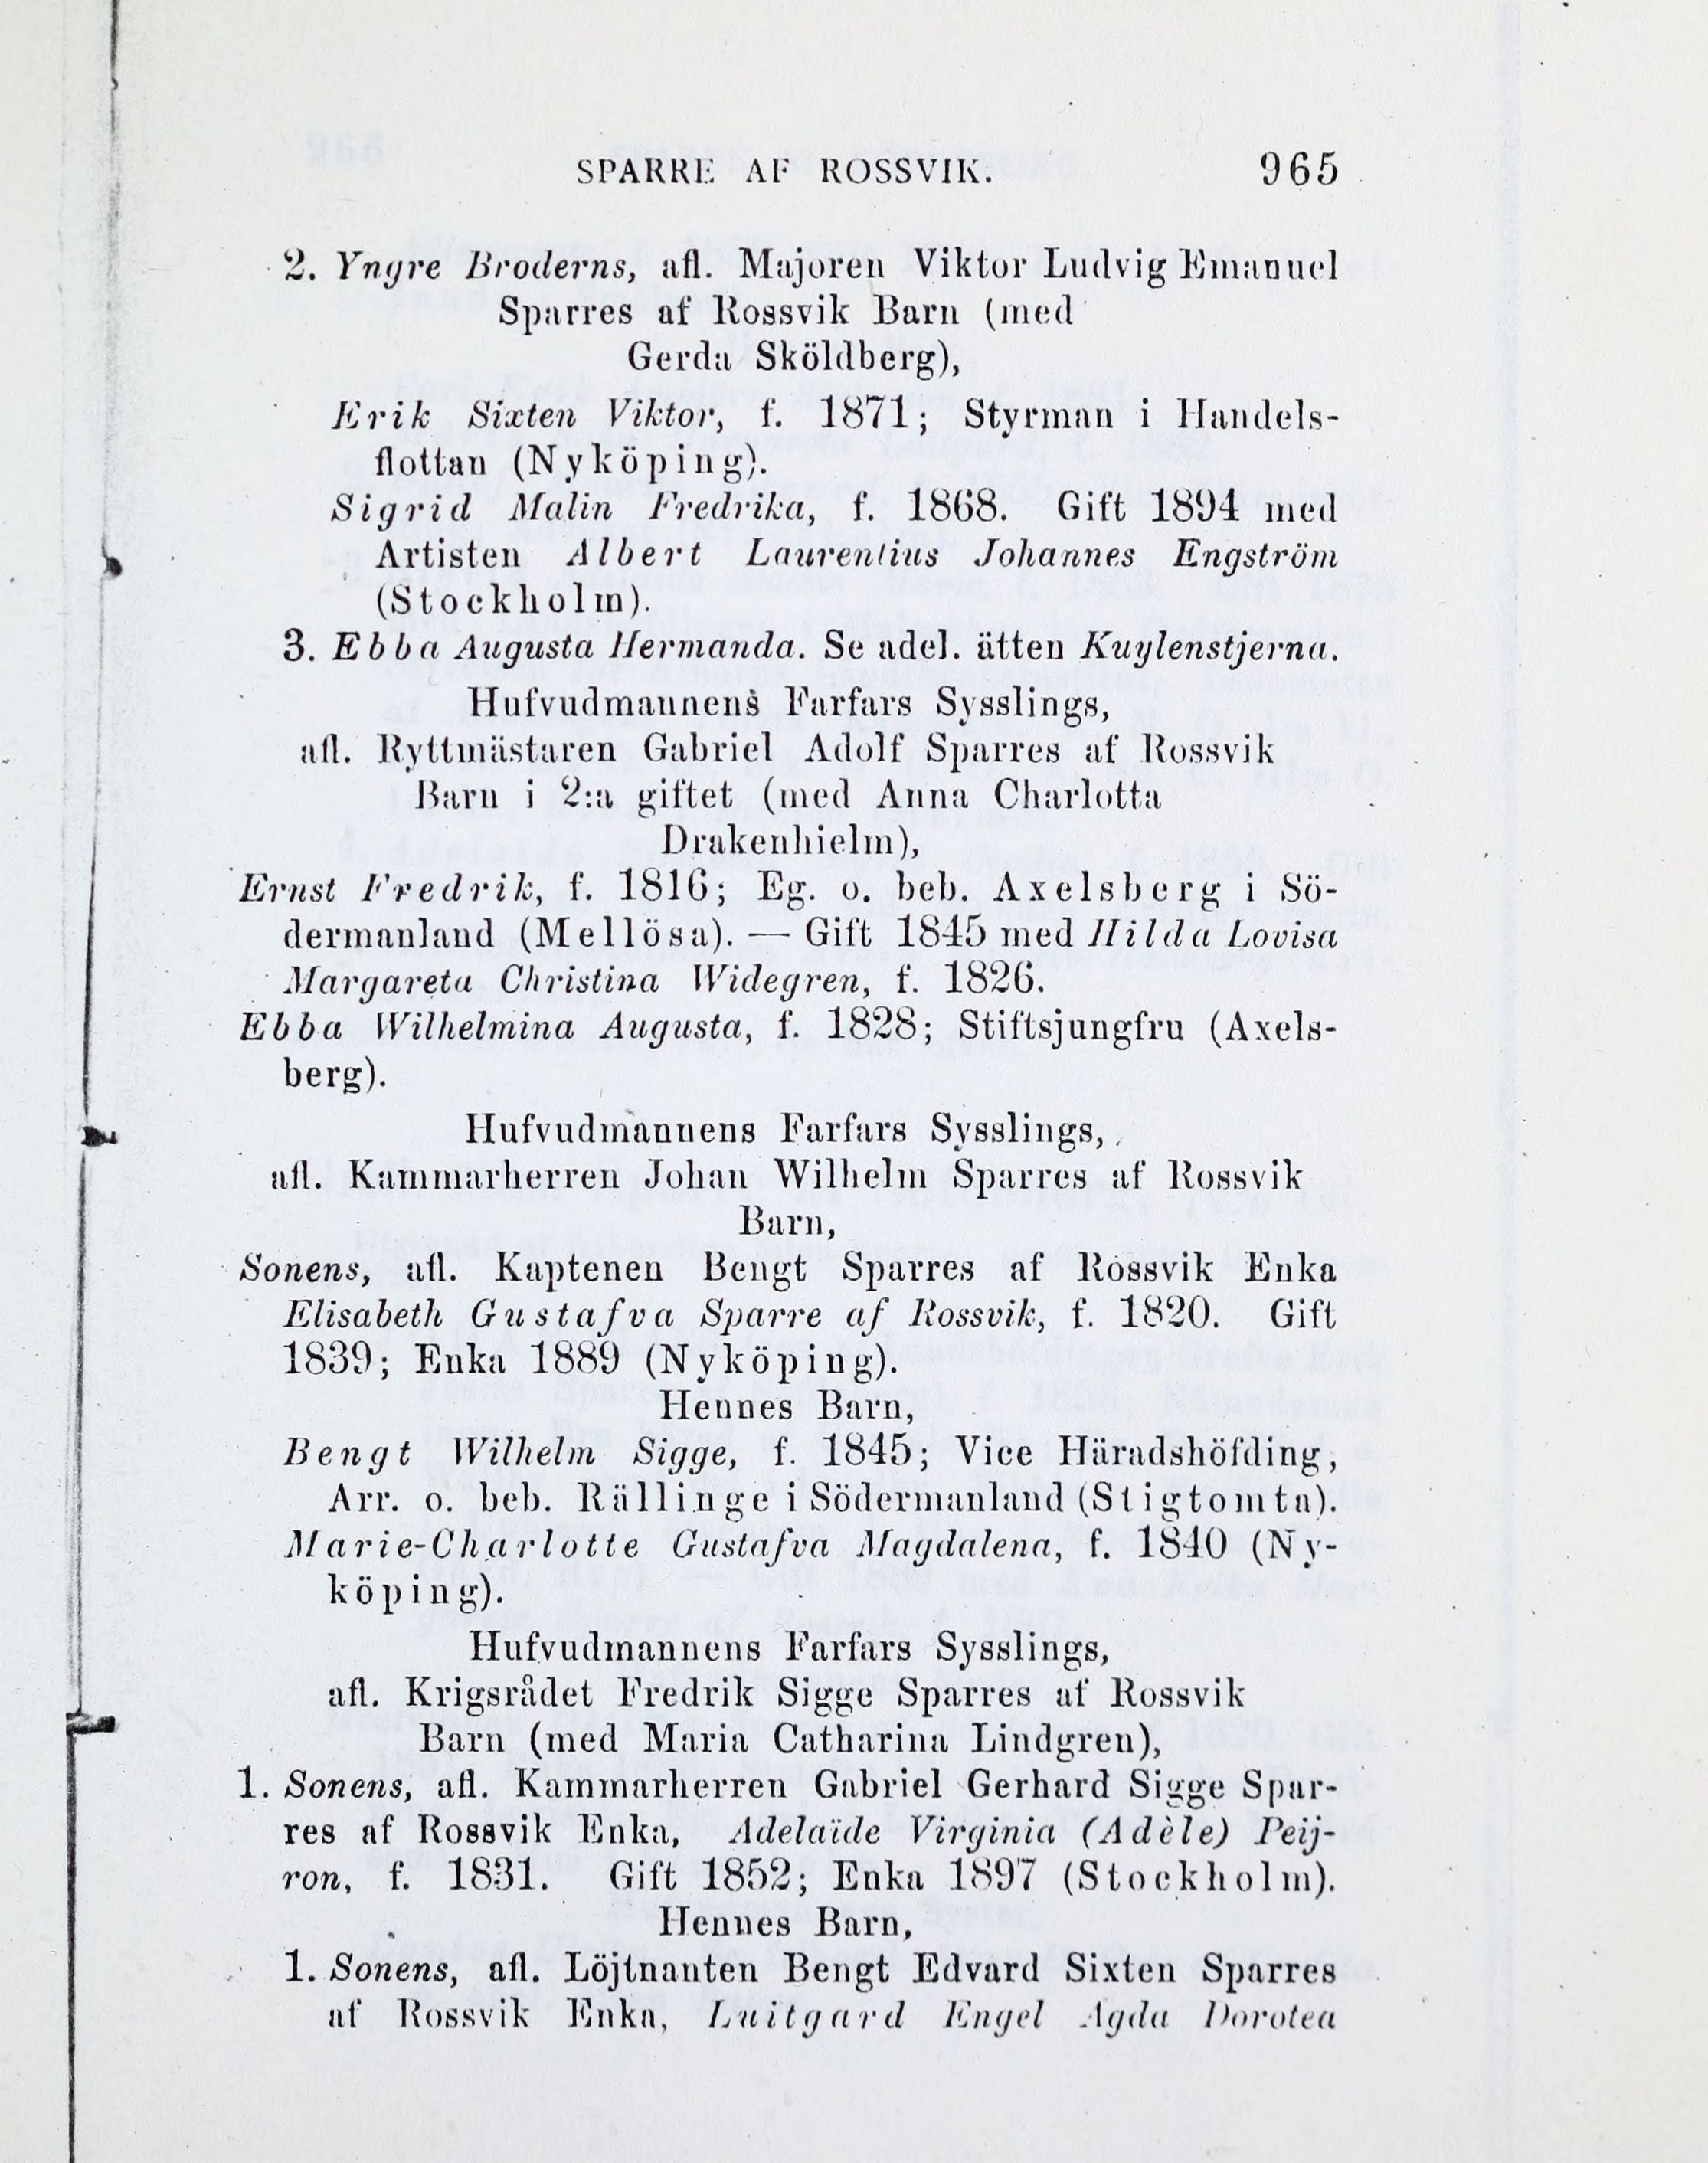 SPARRE AF ROSSVIK. 965
2. Yngre Broderns, afl. Majoren Viktor Ludvig Emanuel
Sparres af Rossvik Barn (med
Gerda Sköldberg),
Erik Sixten Viktor, f. 1871; Styrman i Handels-
flottan (Nyköping).
Sigrid Malin Fredrika, f. 1868. Gift 1894 med
Artisten Albert Laurentius Johannes Engström
(Stockholm).
3. Ebba Augusta Hermanda. Se adel. ätten Kuylenstjerna.
Hufvudmannens Farfars Sysslings,
afl. Ryttmästaren Gabriel Adolf Sparres af Rossvik
Barn i 2:a giftet (med Anna Charlotta
Drakenhielm),
Ernst Fredrik, f. 1816; Eg. o. beb. Axelsberg i Sö-
dermanland (Mellösa). — Gift 1845 med Hilda Lovisa
Margareta Christina Widegren, f. 1826.
Ebba Wilhelmina Augusta, f. 1828; Stiftsjungfru (Axels-
berg).
Hufvudmannens Farfars Sysslings,
afl. Kammarherren Johan Wilhelm Sparres af Rossvik
Barn,
Sonens, afl. Kaptenen Bengt Sparres af Rossvik Enka
Elisabeth Gustafva Sparre af Rossvik, f. 1820. Gift
1839; Enka 1889 (Nyköping).
Hennes Barn,
Bengt Wilhelm Sigge, f. 1845; Vice Häradshöfding,
Arr. o. beb. Rällinge i Södermanland (Stigtomta).
Marie-Charlotte Gustafva Magdalena, f. 1840 (Ny-
köping).
Hufvudmannens Farfars Sysslings,
afl. Krigsrådet Fredrik Sigge Sparres af Rossvik
Barn (med Maria Catharina Lindgren),
1. Sonens, afl. Kammarherren Gabriel Gerhard Sigge Spar-
res af Rossvik Enka, Adelaïde Virginia (Adèle) Peij-
ron, f. 1831. Gift 1852; Enka 1897 (Stockholm).
Hennes Barn,
1. Sonens, afl. Löjtnanten Bengt Edvard Sixten Sparres
af Rossvik Enka, Luitgard Engel Agda Dorotea